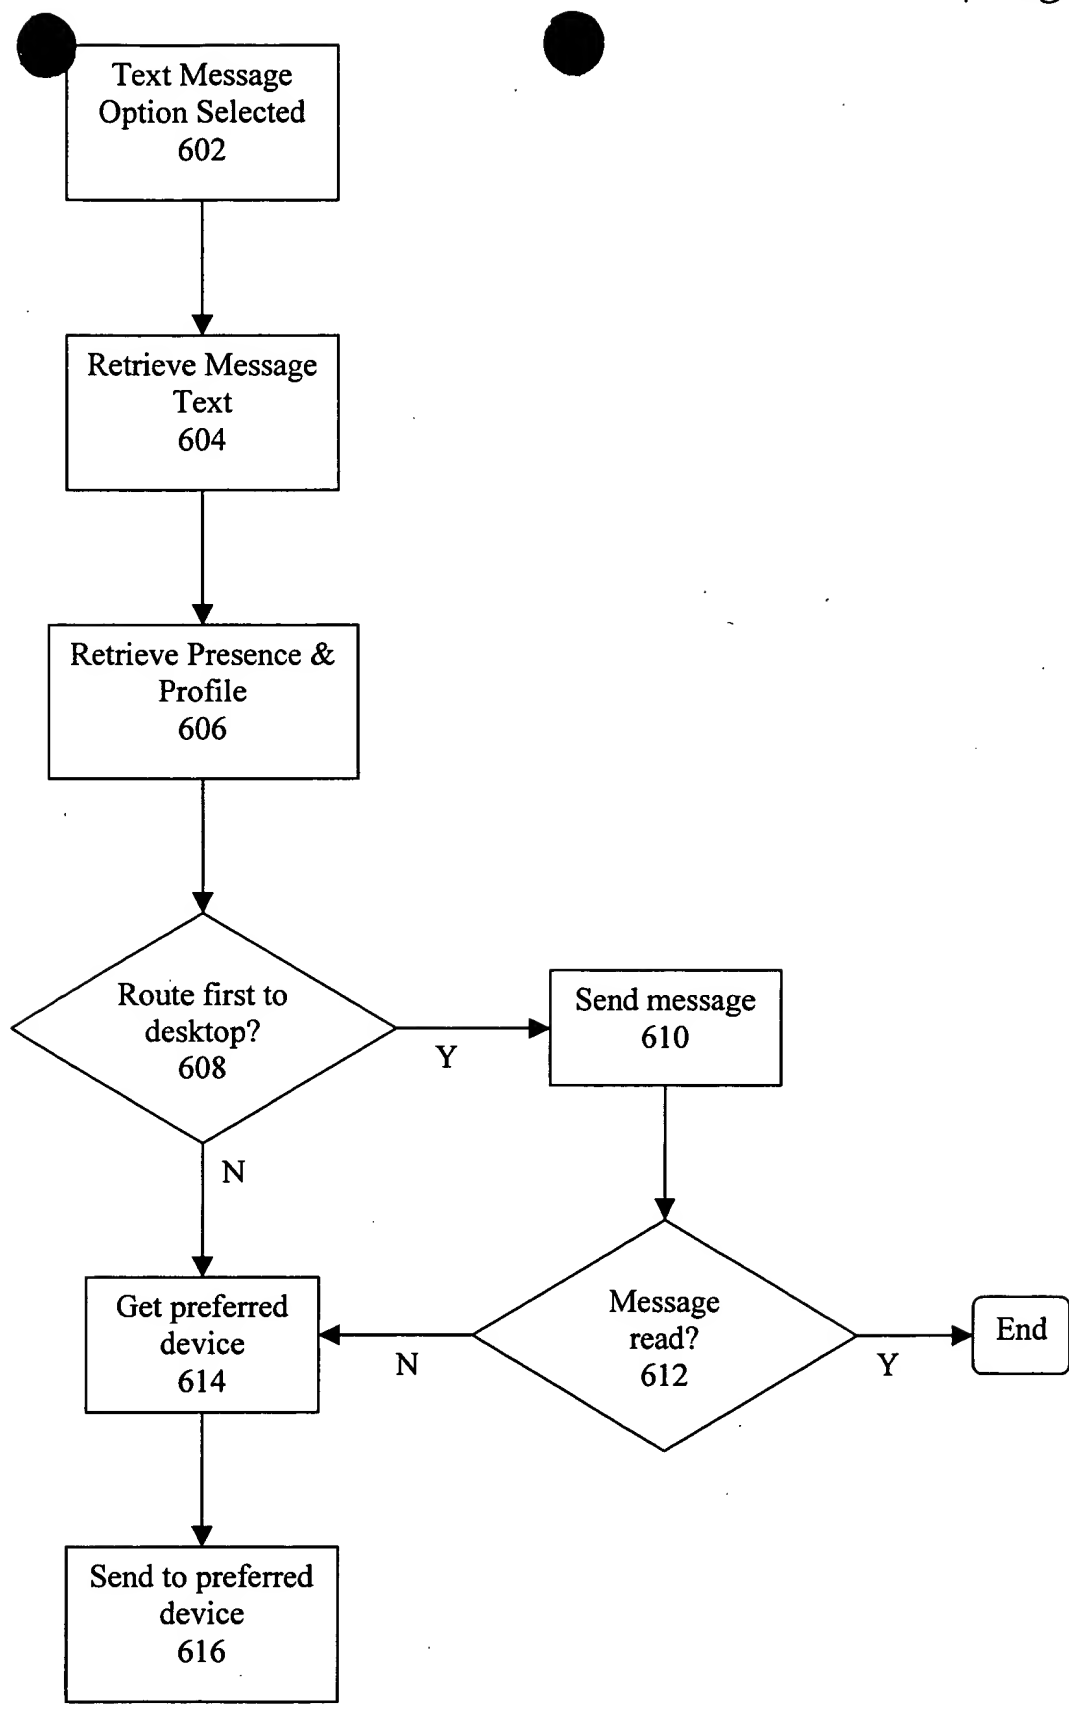 Text Message
Option Selected
602
Retrieve Message
Text
604
Retrieve Presence &
Profile
606
Route first to
desktop?
608
Y
Send message
610
N
Get preferred
device
614
N
Message
read?
612
Y
End
Send to preferred
device
616